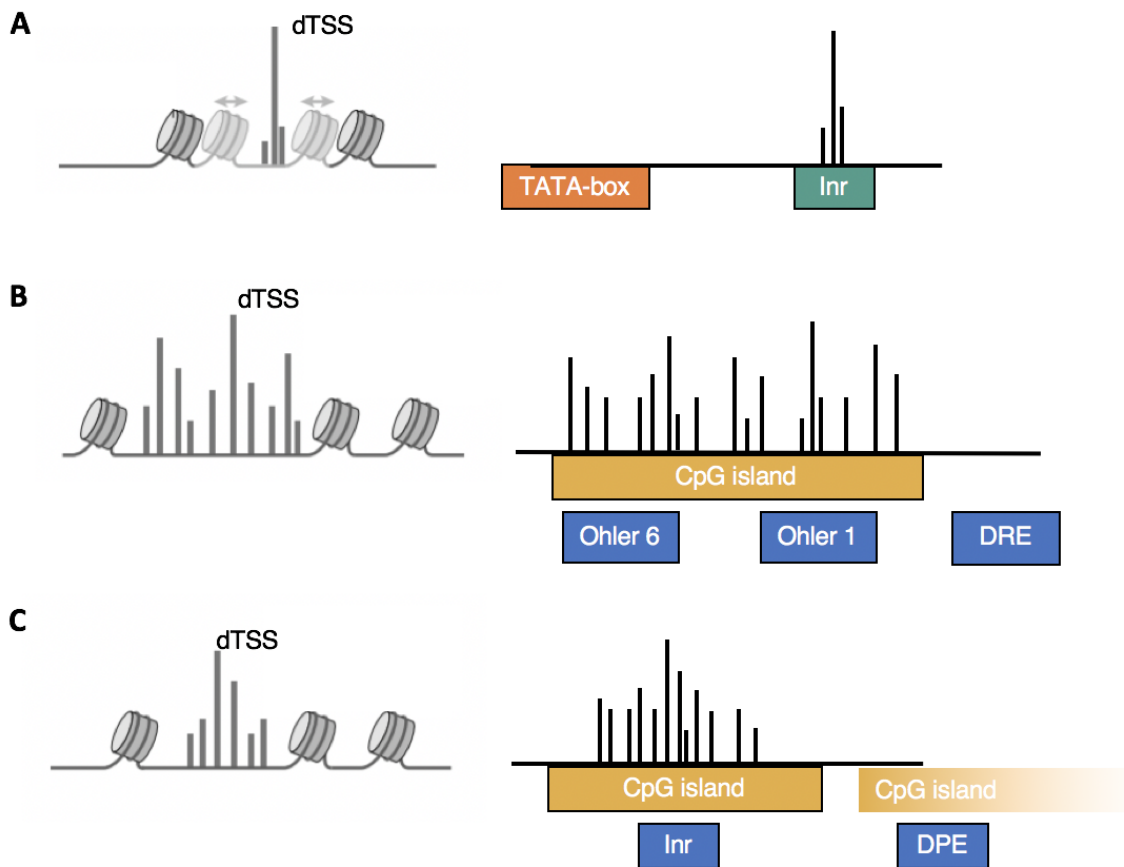 A
dTSS
TATA-box
Inr
B
dTSS
CpG island
Ohler 6
Ohler 1
DRE
C
dTSS
CpG island
CpG island
Inr
DPE